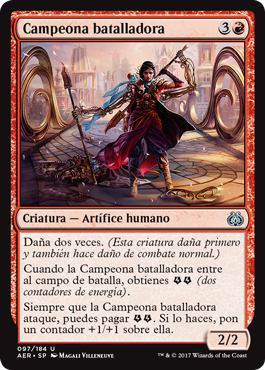 Campeona batalladora 3
Criatura — Artífice humano
Daña dos veces. (Esta criatura daña primero
y también hace daño de combate normal.)
Cuando la Campeona batalladora entre
al campo de batalla, obtienes (dos
contadores de energía).
Siempre que la Campeona batalladora
ataque, puedes pagar . Si lo haces, pon
un contador +1/+1 sobre ella.
2/2
097/184 U
AER • SP Magali Villeneuve
™ & © 2017 Wizards of the Coast